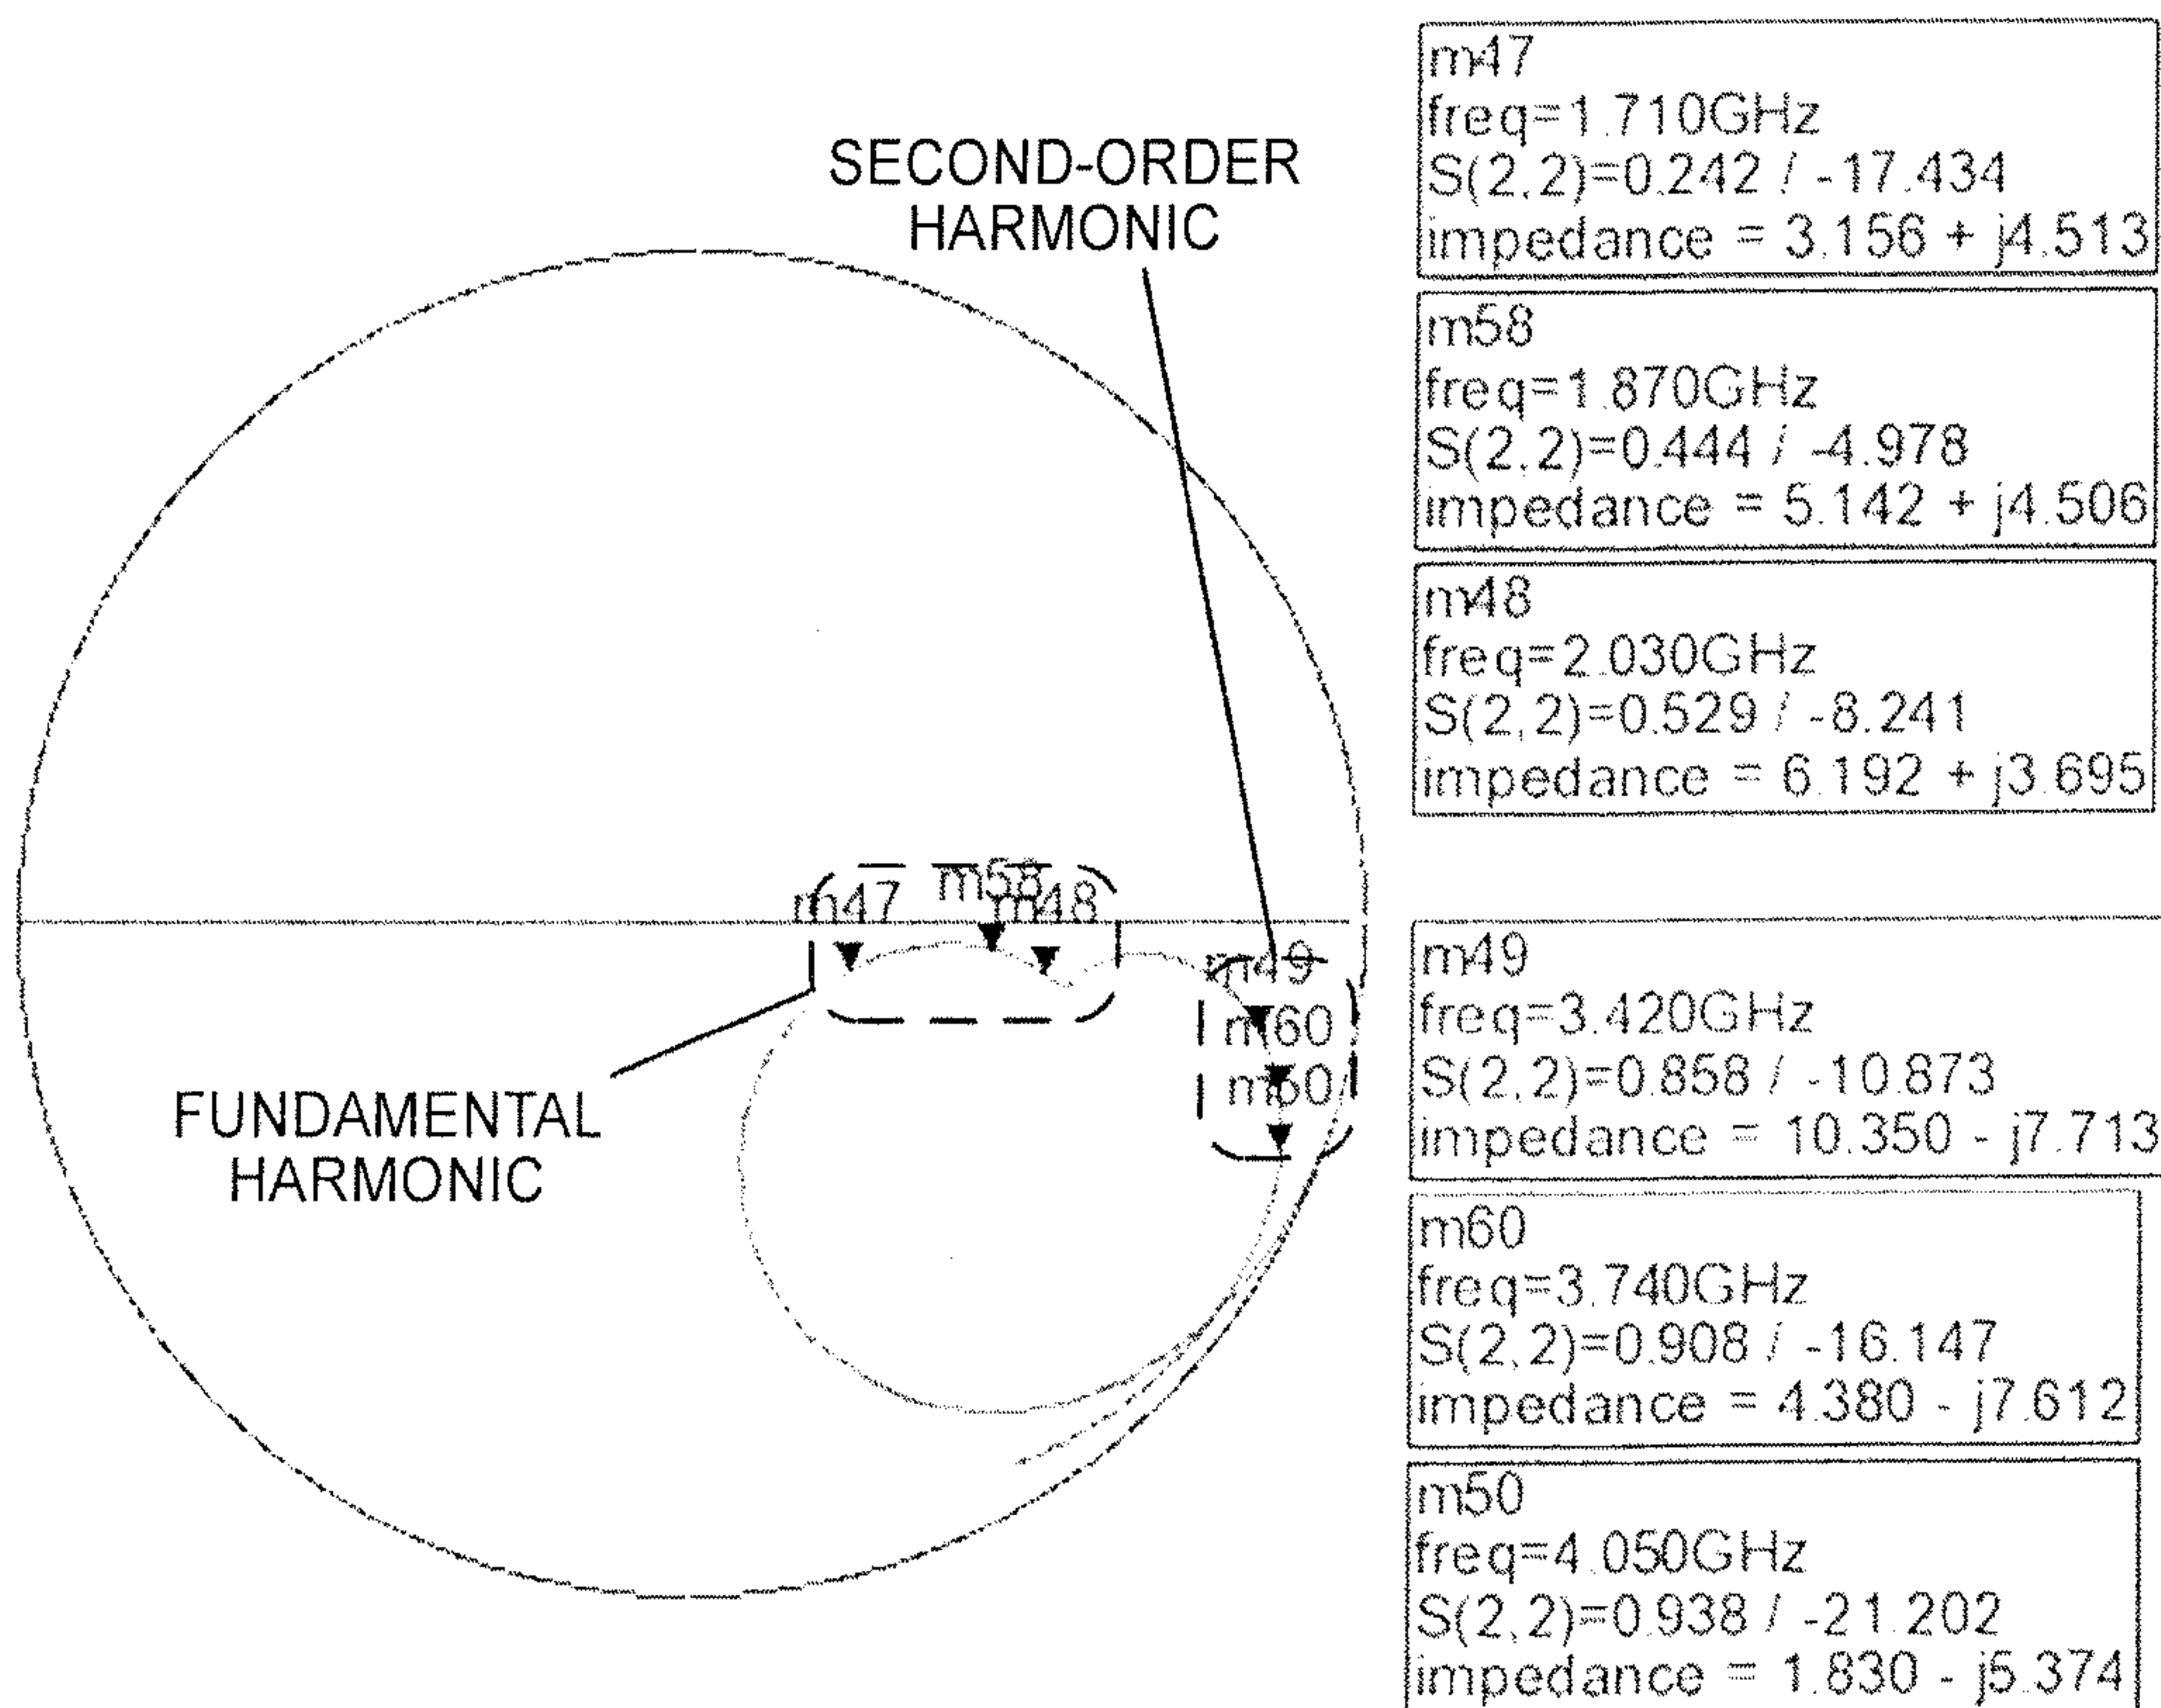 SECOND-ORDER
HARMONIC
m47
m58
m48
m49
m60
m50
FUNDAMENTAL
HARMONIC
m47
freq=1.710GHz
S(2,2)=0.242 / -17.434
impedance = 3.156 + j4.513
m58
freq=1.870GHz
S(2,2)=0.444 / -4.978
impedance = 5.142 + j4.506
m48
freq=2.030GHz
S(2,2)=0.529 / -8.241
impedance = 6.192 + j3.695
m49
freq=3.420GHz
S(2,2)=0.858 / -10.873
impedance = 10.350 - j7.713
m60
freq=3.740GHz
S(2,2)=0.908 / -16.147
impedance = 4.380 - j7.612
m50
freq=4.050GHz
S(2,2)=0.938 / -21.202
impedance = 1.830 - j5.374